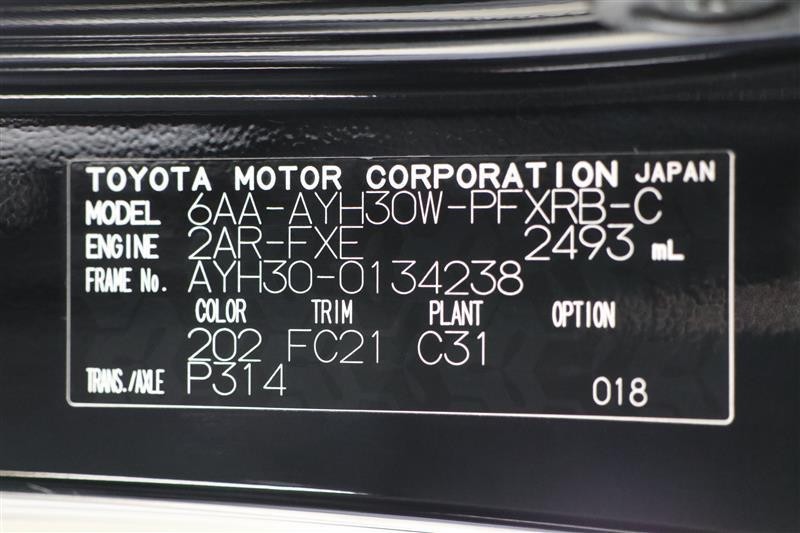 TOYOTA MOTOR CORPORATION JAPAN
MODEL 6AA-AYH30W-PFXRB-C
ENGINE 2AR-FXE 2493 mL
FRAME No. AYH30-0134238
COLOR TRIM PLANT OPTION
202 FC21 C31
TRANS./AXLE P314 018